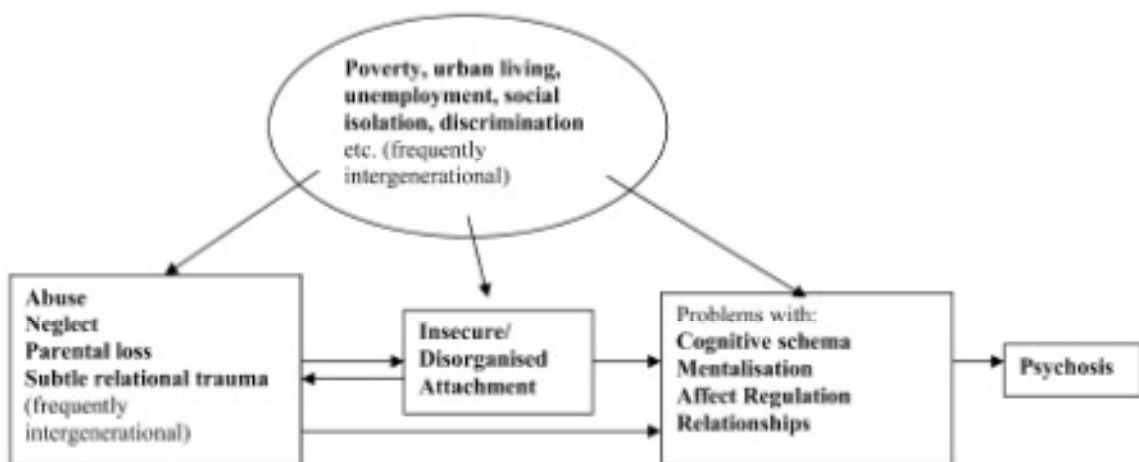 Poverty, urban living,
unemployment, social
isolation, discrimination
etc. (frequently
intergenerational)
Abuse
Neglect
Parental loss
Subtle relational trauma
(frequently
intergenerational)
Insecure/
Disorganised
Attachment
Problems with:
Cognitive schema
Mentalisation
Affect Regulation
Relationships
Psychosis